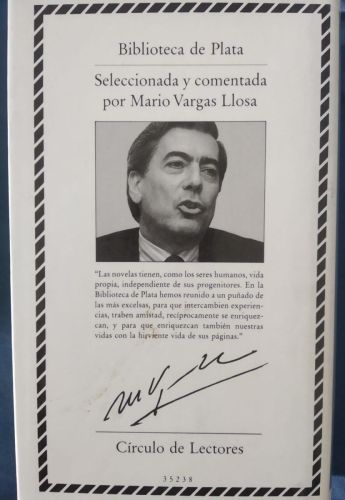 Biblioteca de Plata
Seleccionada y comentada
por Mario Vargas Llosa
"Las novelas tienen, como los seres humanos, vida
propia, independiente de sus progenitores. En la
Biblioteca de Plata hemos reunido a un puñado de
las más excelsas, para que intercambien experien-
cias, traben amistad, recíprocamente se enriquez-
can, y para que enriquezcan también nuestras
vidas con la hirviente vida de sus páginas."
Círculo de Lectores
35238